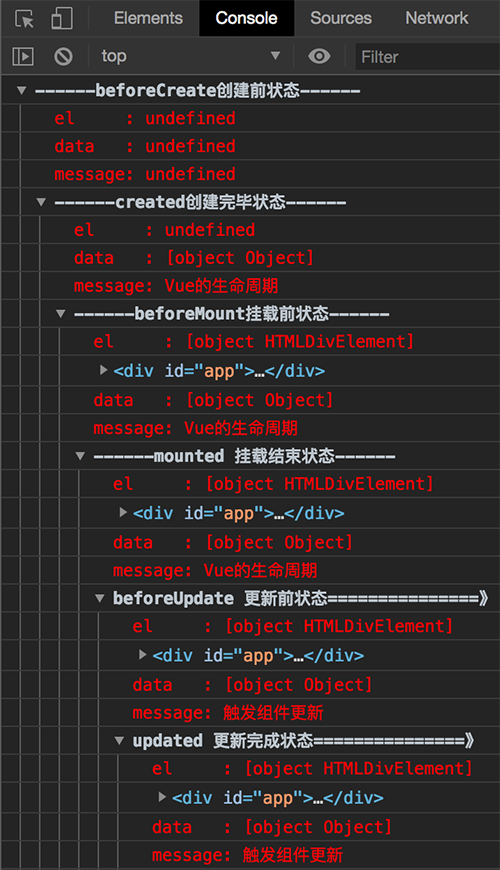 Elements Console Sources Network
top Filter
------beforeCreate创建前状态------
el : undefined
data : undefined
message: undefined
------created创建完毕状态------
el : undefined
data : [object Object]
message: Vue的生命周期
------beforeMount挂载前状态------
el : [object HTMLDivElement]
<div id="app">…</div>
data : [object Object]
message: Vue的生命周期
------mounted 挂载结束状态------
el : [object HTMLDivElement]
<div id="app">…</div>
data : [object Object]
message: Vue的生命周期
beforeUpdate 更新前状态===============》
el : [object HTMLDivElement]
<div id="app">…</div>
data : [object Object]
message: 触发组件更新
updated 更新完成状态===============》
el : [object HTMLDivElement]
<div id="app">…</div>
data : [object Object]
message: 触发组件更新